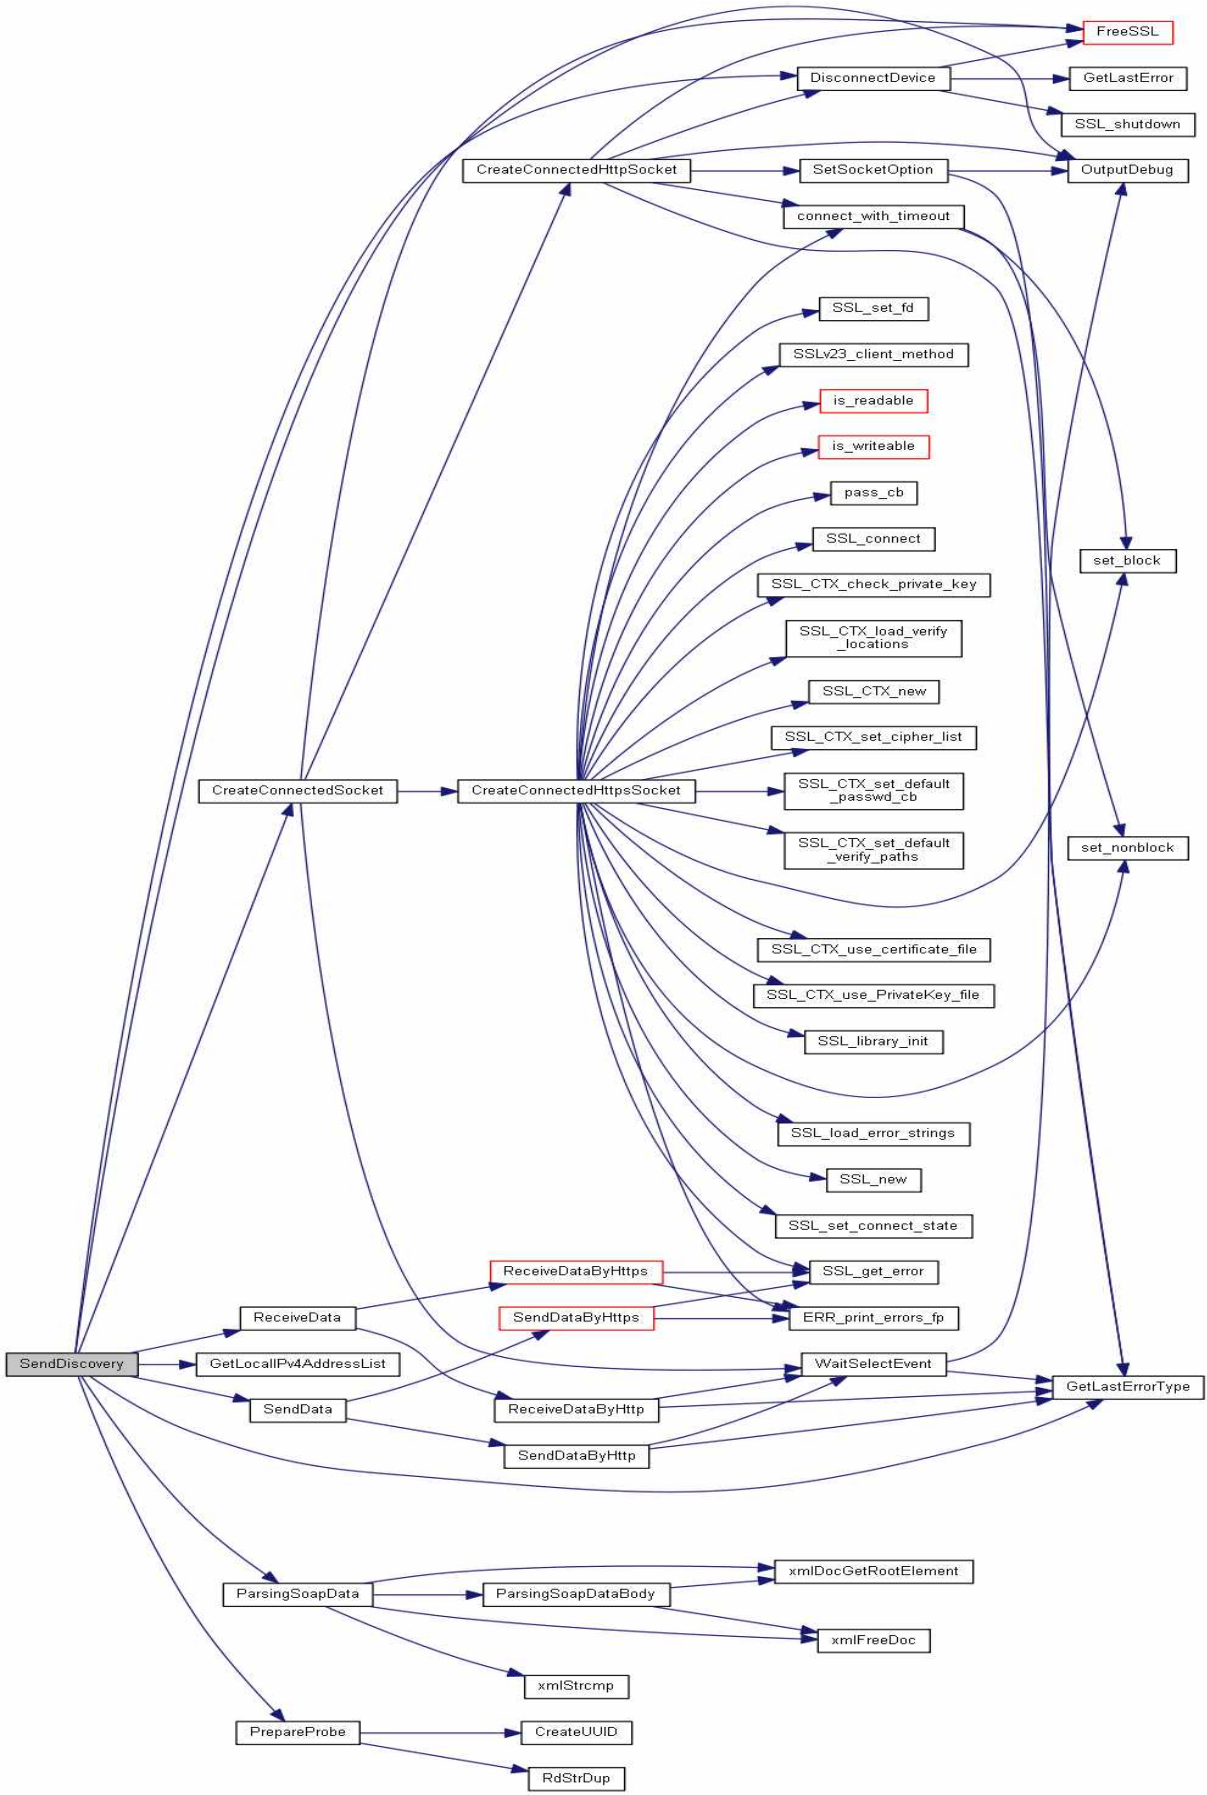 FreeSSL
DisconnectDevice
GetLastError
SSL_shutdown
CreateConnectedHttpSocket
SetSocketOption
OutputDebug
connect_with_timeout
SSL_set_fd
SSLv23_client_method
is_readable
is_writeable
pass_cb
SSL_connect
set_block
SSL_CTX_check_private_key
SSL_CTX_load_verify
_locations
SSL_CTX_new
SSL_CTX_set_cipher_list
CreateConnectedSocket
CreateConnectedHttpsSocket
SSL_CTX_set_default
_passwd_cb
SSL_CTX_set_default
_verify_paths
set_nonblock
SSL_CTX_use_certificate_file
SSL_CTX_use_PrivateKey_file
SSL_library_init
SSL_load_error_strings
SSL_new
SSL_set_connect_state
ReceiveDataByHttps
SSL_get_error
ReceiveData
SendDataByHttps
ERR_print_errors_fp
SendDiscovery
GetLocalIPv4AddressList
WaitSelectEvent
GetLastErrorType
SendData
ReceiveDataByHttp
SendDataByHttp
xmlDocGetRootElement
ParsingSoapData
ParsingSoapDataBody
xmlFreeDoc
xmlStrcmp
PrepareProbe
CreateUUID
RdStrDup